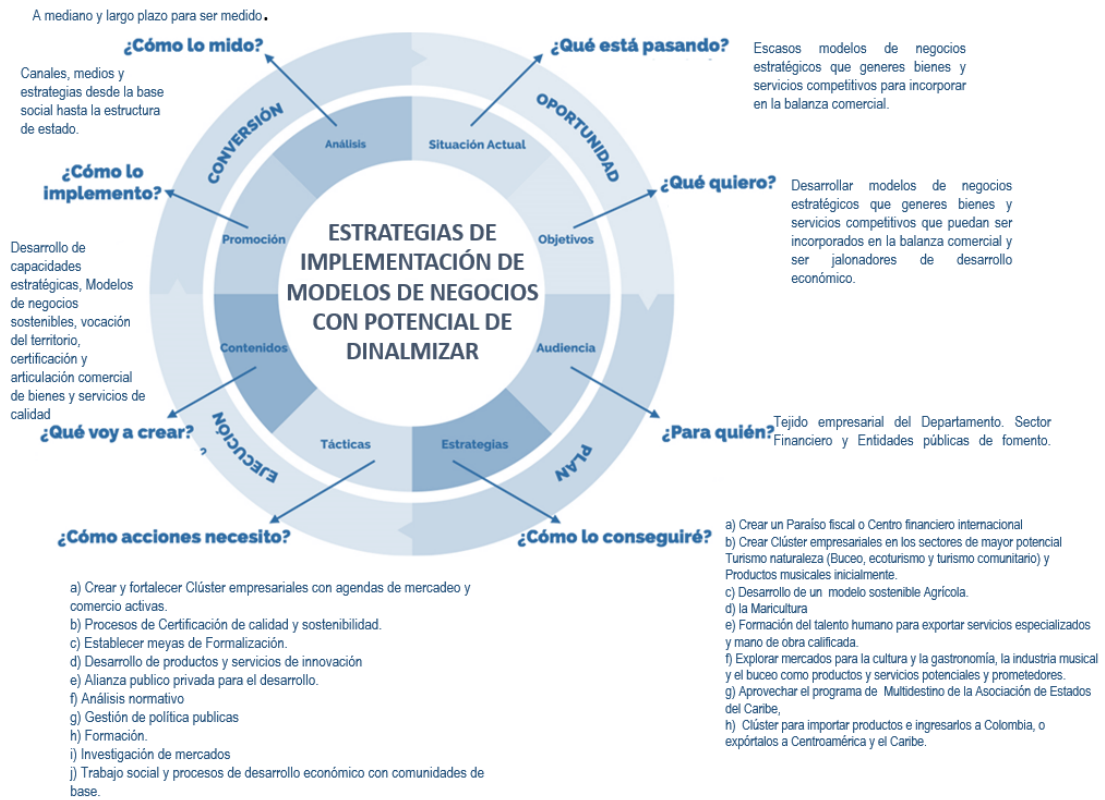 A mediano y largo plazo para ser medido.
¿Cómo lo mido?
Canales, medios y
estrategias desde la base
social hasta la estructura
de estado.
¿Cómo lo
implemento?
Desarrollo de
capacidades
estratégicas, Modelos
de negocios
sostenibles, vocación
del territorio,
certificación y
articulación comercial
de bienes y servicios de
calidad
¿Qué voy a crear?
?
¿Cómo acciones necesito?
a) Crear y fortalecer Clúster empresariales con agendas de mercadeo y
comercio activas.
b) Procesos de Certificación de calidad y sostenibilidad.
c) Establecer meyas de Formalización.
d) Desarrollo de productos y servicios de innovación
e) Alianza publico privada para el desarrollo.
f) Análisis normativo
g) Gestión de política publicas
h) Formación.
i) Investigación de mercados
j) Trabajo social y procesos de desarrollo económico con comunidades de
base.
CONVERSIÓN
OPORTUNIDAD
PLAN
EJECUCIÓN
Análisis
Situación Actual
Promoción
Objetivos
Contenidos
Audiencia
Tácticas
Estrategias
ESTRATEGIAS DE
IMPLEMENTACIÓN DE
MODELOS DE NEGOCIOS
CON POTENCIAL DE
DINALMIZAR
¿Qué está pasando?
Escasos modelos de negocios
estratégicos que generes bienes y
servicios competitivos para incorporar
en la balanza comercial.
¿Qué quiero?
Desarrollar modelos de negocios
estratégicos que generes bienes y
servicios competitivos que puedan ser
incorporados en la balanza comercial y
ser jalonadores de desarrollo
económico.
¿Para quién?
Tejido empresarial del Departamento. Sector
Financiero y Entidades públicas de fomento.
¿Cómo lo conseguiré?
a) Crear un Paraíso fiscal o Centro financiero internacional
b) Crear Clúster empresariales en los sectores de mayor potencial
Turismo naturaleza (Buceo, ecoturismo y turismo comunitario) y
Productos musicales inicialmente.
c) Desarrollo de un modelo sostenible Agrícola.
d) la Maricultura
e) Formación del talento humano para exportar servicios especializados
y mano de obra calificada.
f) Explorar mercados para la cultura y la gastronomía, la industria musical
y el buceo como productos y servicios potenciales y prometedores.
g) Aprovechar el programa de Multidestino de la Asociación de Estados
del Caribe,
h) Clúster para importar productos e ingresarlos a Colombia, o
expórtalos a Centroamérica y el Caribe.